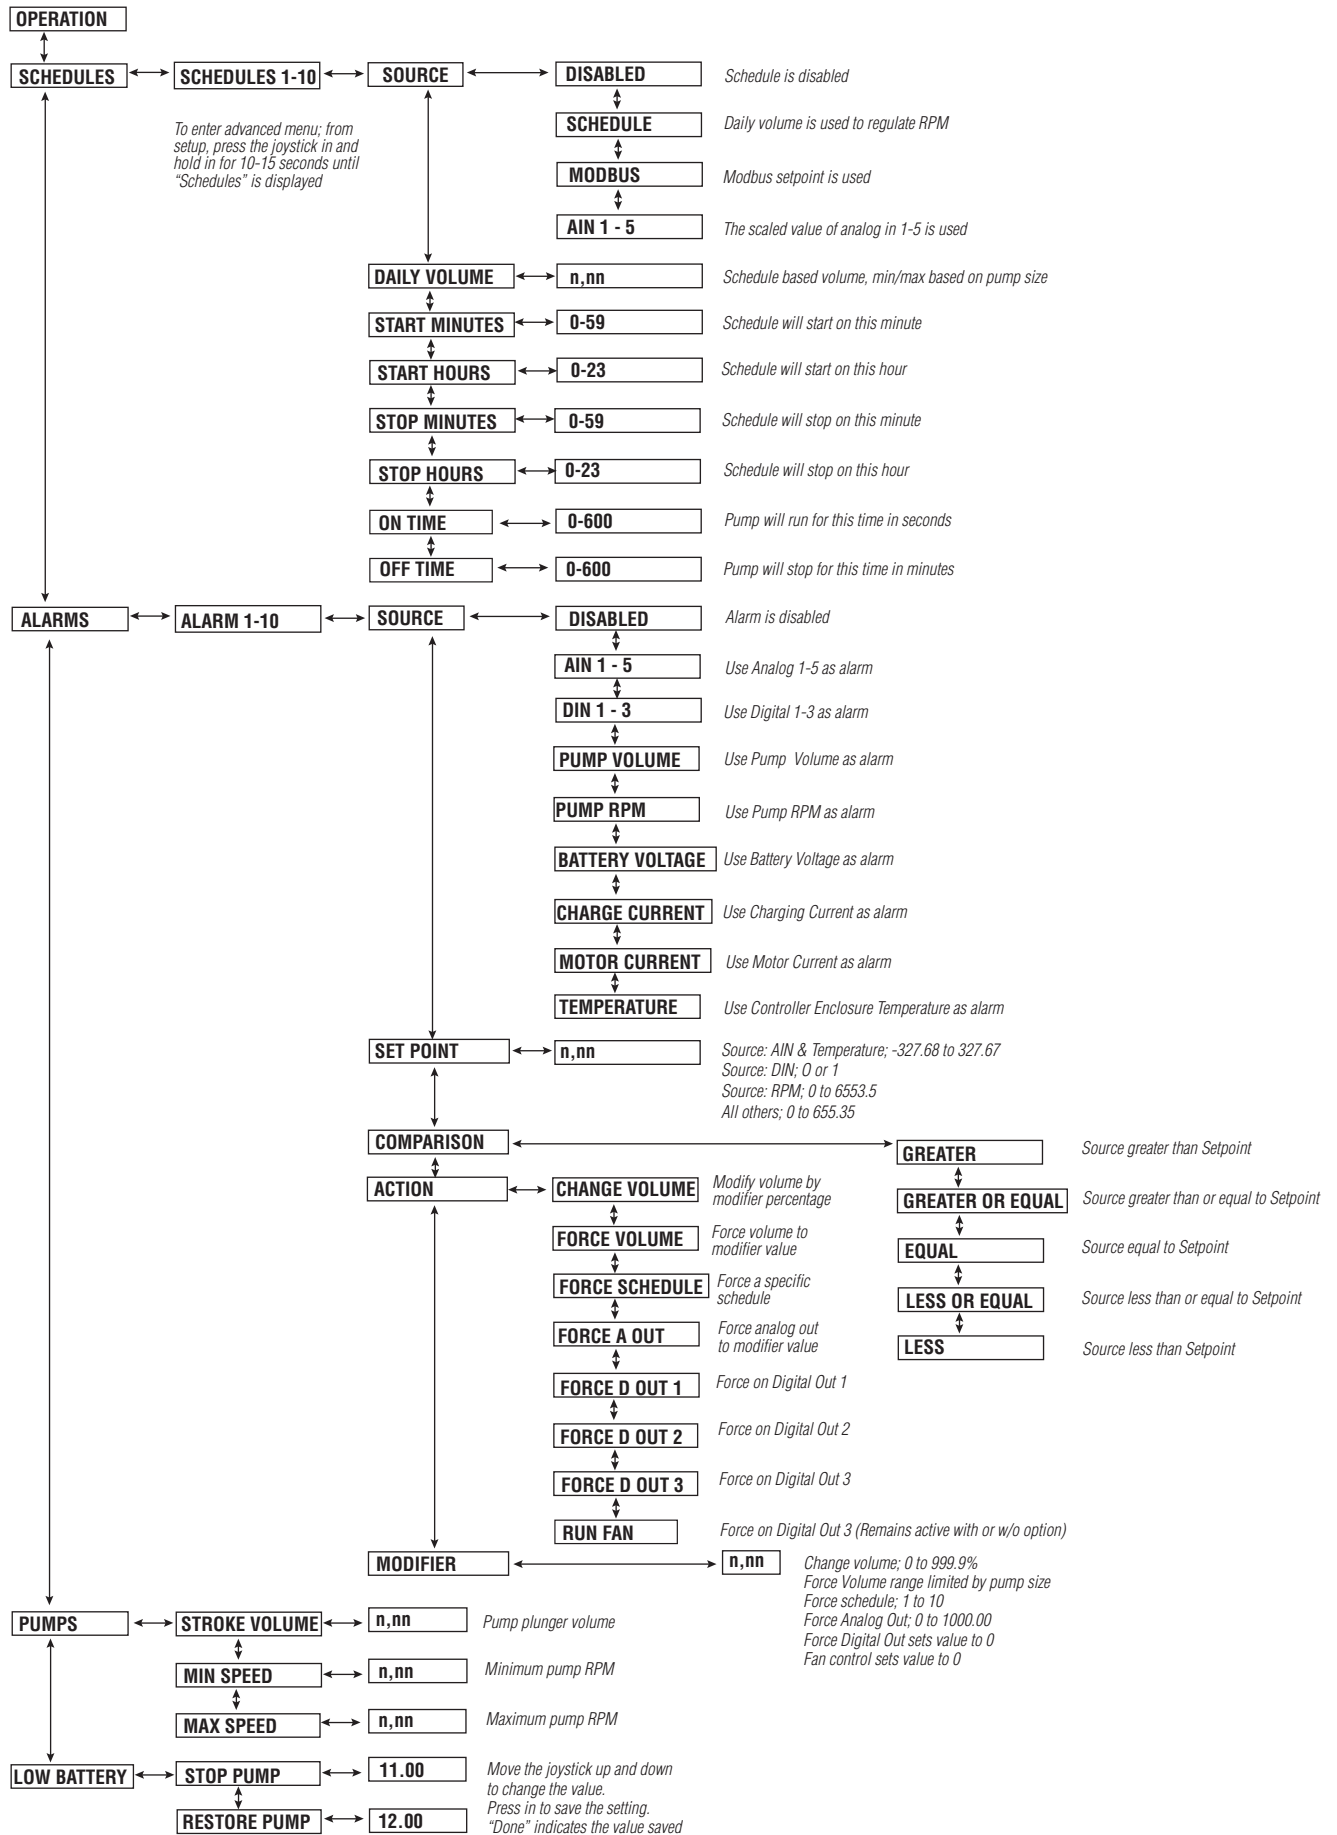 OPERATION
SCHEDULES
SCHEDULES 1-10
SOURCE
DISABLED
Schedule is disabled
To enter advanced menu; from
setup, press the joystick in and
hold in for 10-15 seconds until
“Schedules” is displayed
SCHEDULE
Daily volume is used to regulate RPM
MODBUS
Modbus setpoint is used
AIN 1 - 5
The scaled value of analog in 1-5 is used
DAILY VOLUME
n,nn
Schedule based volume, min/max based on pump size
START MINUTES
0-59
Schedule will start on this minute
START HOURS
0-23
Schedule will start on this hour
STOP MINUTES
0-59
Schedule will stop on this minute
STOP HOURS
0-23
Schedule will stop on this hour
ON TIME
0-600
Pump will run for this time in seconds
OFF TIME
0-600
Pump will stop for this time in minutes
ALARMS
ALARM 1-10
SOURCE
DISABLED
Alarm is disabled
AIN 1 - 5
Use Analog 1-5 as alarm
DIN 1 - 3
Use Digital 1-3 as alarm
PUMP VOLUME
Use Pump Volume as alarm
PUMP RPM
Use Pump RPM as alarm
BATTERY VOLTAGE
Use Battery Voltage as alarm
CHARGE CURRENT
Use Charging Current as alarm
MOTOR CURRENT
Use Motor Current as alarm
TEMPERATURE
Use Controller Enclosure Temperature as alarm
SET POINT
n,nn
Source: AIN & Temperature; -327.68 to 327.67
Source: DIN; O or 1
Source: RPM; 0 to 6553.5
All others; 0 to 655.35
COMPARISON
GREATER
Source greater than Setpoint
GREATER OR EQUAL
Source greater than or equal to Setpoint
EQUAL
Source equal to Setpoint
LESS OR EQUAL
Source less than or equal to Setpoint
LESS
Source less than Setpoint
ACTION
CHANGE VOLUME
Modify volume by
modifier percentage
FORCE VOLUME
Force volume to
modifier value
FORCE SCHEDULE
Force a specific
schedule
FORCE A OUT
Force analog out
to modifier value
FORCE D OUT 1
Force on Digital Out 1
FORCE D OUT 2
Force on Digital Out 2
FORCE D OUT 3
Force on Digital Out 3
RUN FAN
Force on Digital Out 3 (Remains active with or w/o option)
MODIFIER
n,nn
Change volume; 0 to 999.9%
Force Volume range limited by pump size
Force schedule; 1 to 10
Force Analog Out; 0 to 1000.00
Force Digital Out sets value to 0
Fan control sets value to 0
PUMPS
STROKE VOLUME
n,nn
Pump plunger volume
MIN SPEED
n,nn
Minimum pump RPM
MAX SPEED
n,nn
Maximum pump RPM
LOW BATTERY
STOP PUMP
11.00
Move the joystick up and down
to change the value.
Press in to save the setting.
“Done” indicates the value saved
RESTORE PUMP
12.00